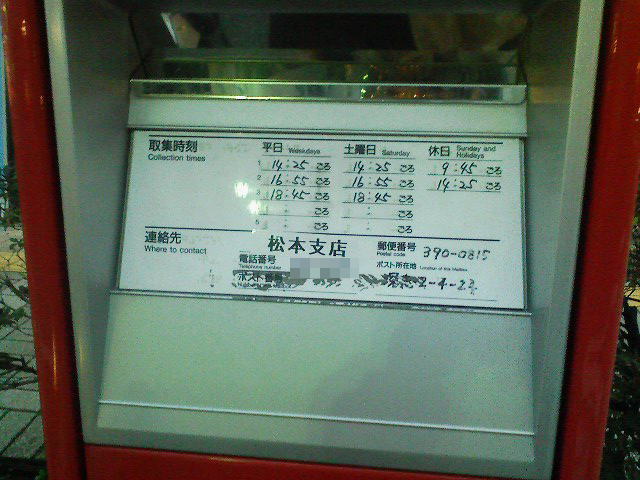 取集時刻 平日 Weekdays 土曜日 Saturday 休日 Sunday and Holidays
Collection times
1 14:25 ごろ 14:25 ごろ 9:45 ごろ
2 16:55 ごろ 16:55 ごろ 14:25 ごろ
3 18:45 ごろ 18:45 ごろ
4 : ごろ : ごろ
5 : ごろ : ごろ
連絡先 松本支店 郵便番号 390-0815
Where to contact Postal code
電話番号 ポスト所在地 Location of this Mailbox
Telephone number
ポスト番号 2-4-2